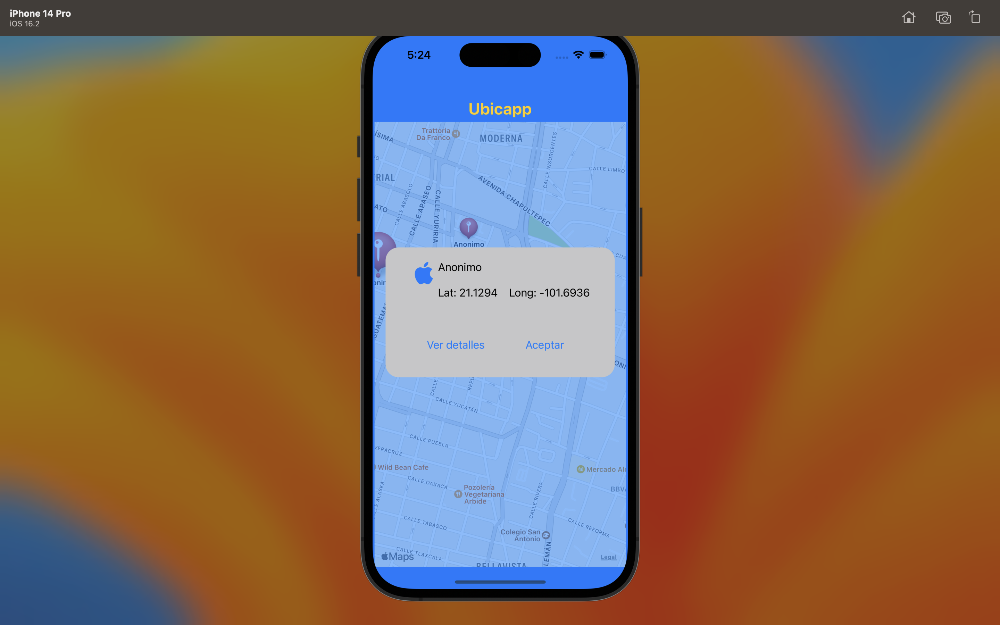 iPhone 14 Pro
iOS 16.2
5:24
Ubicapp
Trattoria
Da Franco
MODERNA
ÍSIMA
CALLE INSURGENTES
CALLE LIMBO
RIAL
AVENIDA CHAPULTEPEC
CALLE ABASOLO
CALLE APASEO
CALLE YURIRIA
ATO
Anonimo
CUA
onir
Anonimo
Lat: 21.1294 Long: -101.6936
GUATEMAL
Ver detalles
Aceptar
ONI
CALLE
REPÚ
CALLE YUCATÁN
CALLE PUEBLA
VERACRUZ
Wild Bean Cafe
Mercado Al
CALLE OAXACA
Pozolería
Vegetariana
Arbide
BBV
LLE ALASKA
CALLE RIVERA
CALLE TABASCO
CALLE REFORMA
Colegio San
Antonio
CALLE TLAXCALA
Maps
LEMÁN
Legal
BELLAVISTA